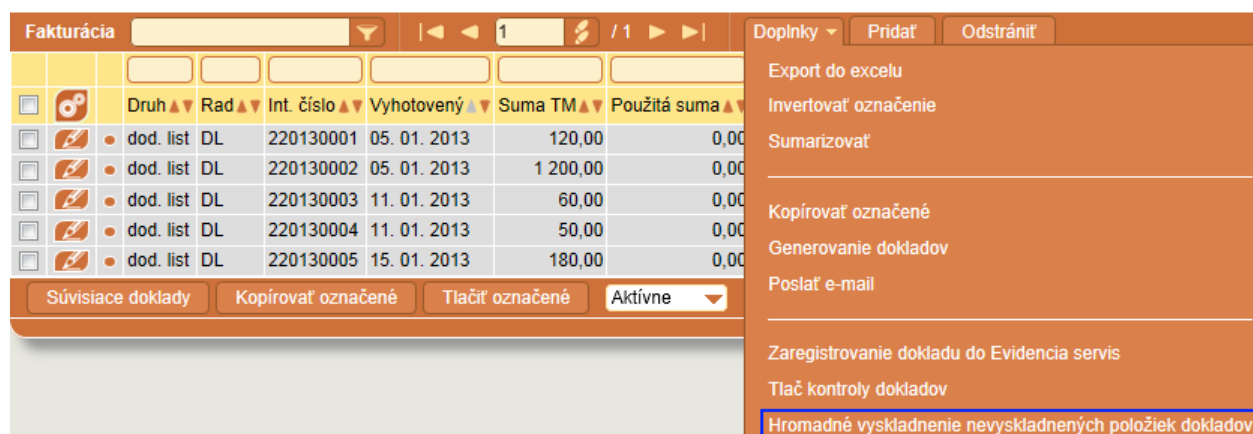 Fakturácia 1 / 1 Doplnky Pridať Odstrániť
Export do excelu
Druh Rad Int. číslo Vyhotovený Suma TM Použitá suma Invertovať označenie
dod. list DL 220130001 05. 01. 2013 120,00 0,00 Sumarizovať
dod. list DL 220130002 05. 01. 2013 1 200,00 0,00
dod. list DL 220130003 11. 01. 2013 60,00 0,00
Kopírovať označené
dod. list DL 220130004 11. 01. 2013 50,00 0,00
Generovanie dokladov
dod. list DL 220130005 15. 01. 2013 180,00 0,00
Poslať e-mail
Súvisiace doklady Kopírovať označené Tlačiť označené Aktívne
Zaregistrovanie dokladu do Evidencia servis
Tlač kontroly dokladov
Hromadné vyskladnenie nevyskladnených položiek dokladov